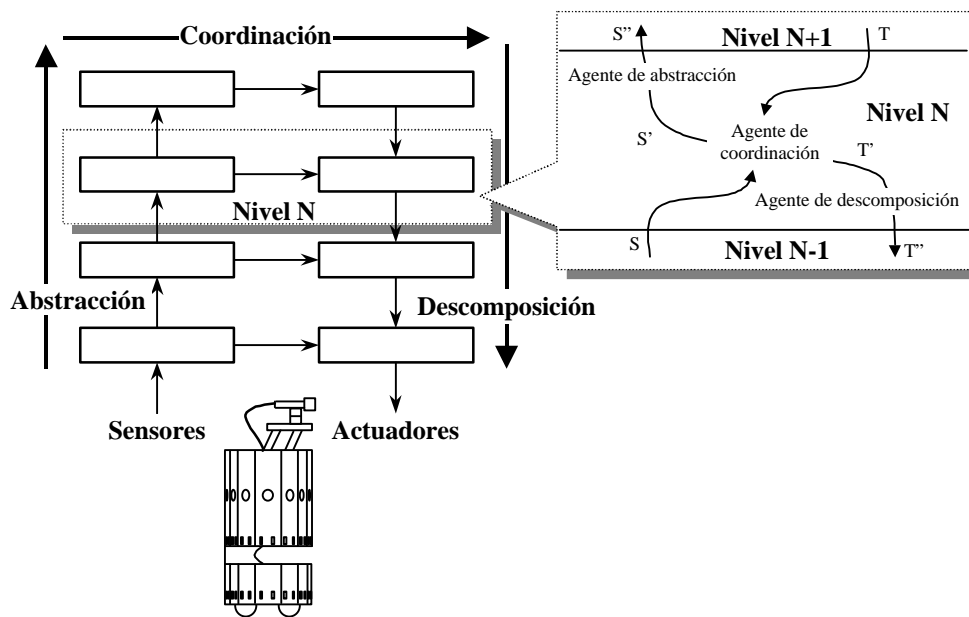 Coordinación
Nivel N
Abstracción
Descomposición
Sensores
Actuadores
S’’
Nivel N+1
T
Agente de abstracción
Nivel N
S’
Agente de
coordinación
T’
Agente de descomposición
S
Nivel N-1
T’’